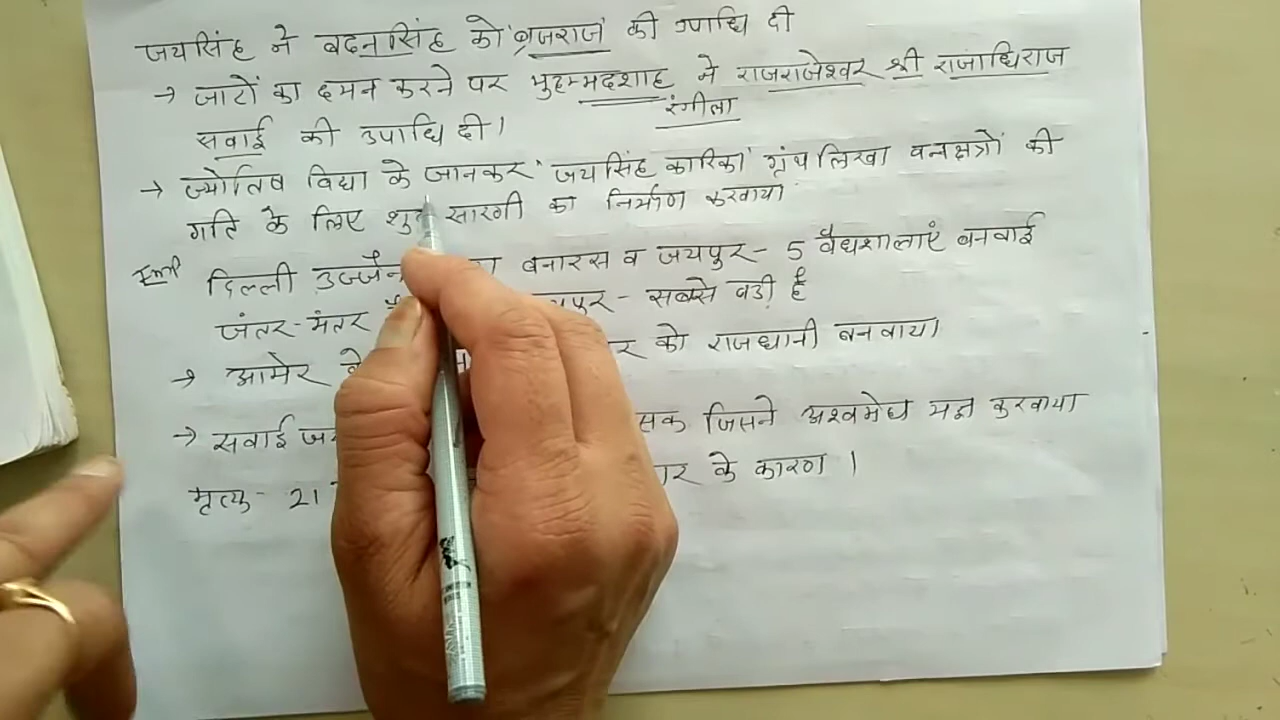 जयसिंह ने बदनसिंह को 'ब्रजराज' की उपाधि दी
→ जाटों का दमन करने पर मुहम्मदशाह ने राजराजेश्वर श्री राजाधिराज
रंगीला
सवाई की उपाधि दी।
→ ज्योतिष विद्या के जानकर 'जयसिंह कारिका' ग्रंथ लिखा व नक्षत्रों की
गति के लिए सारणी का निर्माण करवाया
दिल्ली उज्जैन बनारस व जयपुर - 5 वैधशालाएं बनवाई
जंतर-मंतर - सबसे बडी है
→ आमेर को राजधानी बनवाया
→ सवाई जिसने अश्वमेध यज्ञ करवाया
मृत्यु - 21 के कारण ।